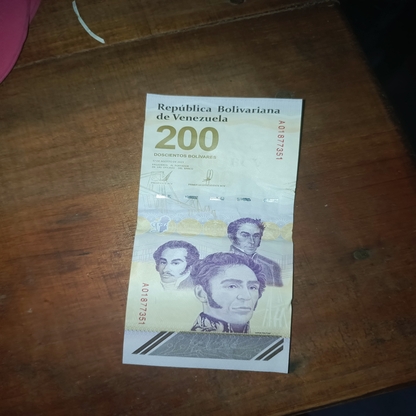 República Bolivariana
de Venezuela
200
DOSCIENTOS BOLÍVARES
A01877351
A01877351